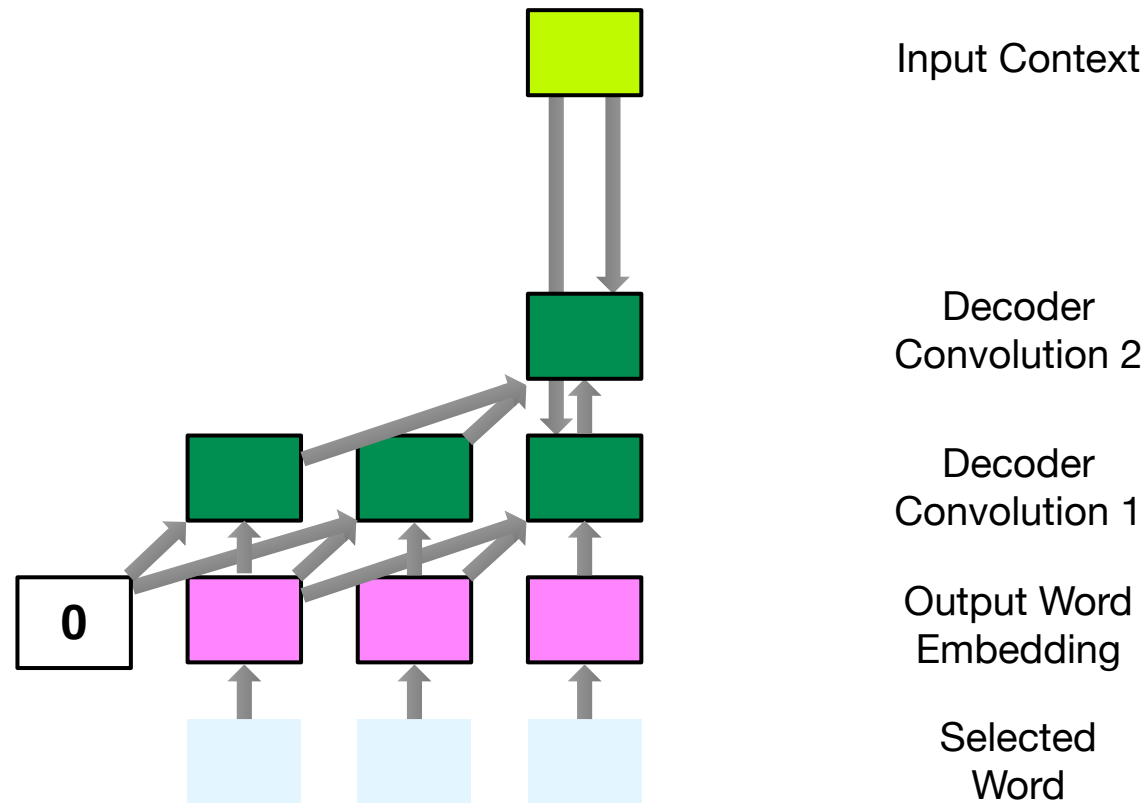 Input Context
Decoder
Convolution 2
Decoder
Convolution 1
0
Output Word
Embedding
Selected
Word